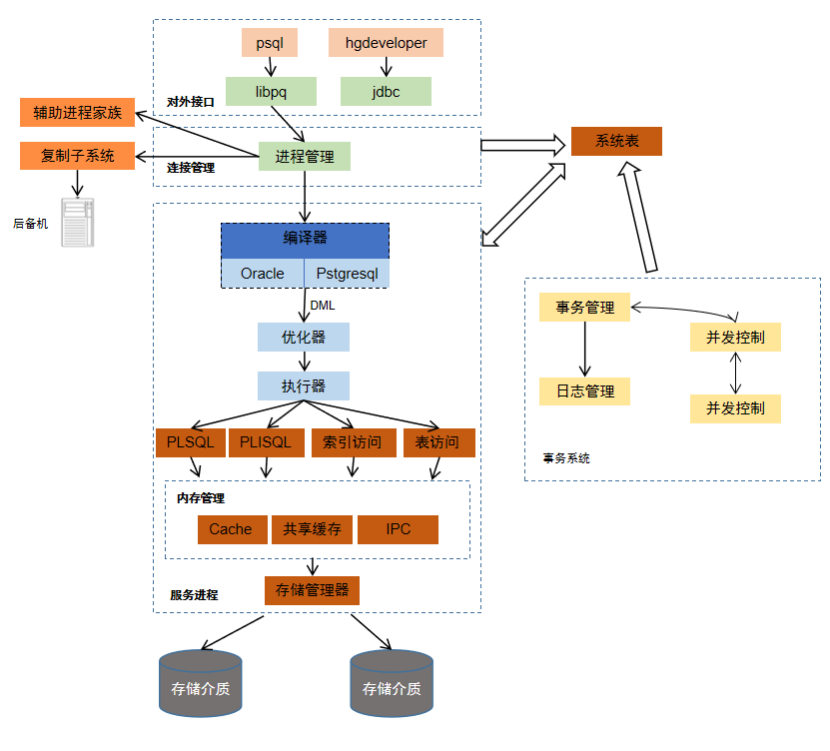 psql
hgdeveloper
libpq
jdbc
对外接口
辅助进程家族
复制子系统
后备机
进程管理
连接管理
系统表
编译器
Oracle
Pstgresql
DML
优化器
执行器
PLSQL
PLISQL
索引访问
表访问
内存管理
Cache
共享缓存
IPC
存储管理器
服务进程
存储介质
存储介质
事务管理
并发控制
日志管理
并发控制
事务系统